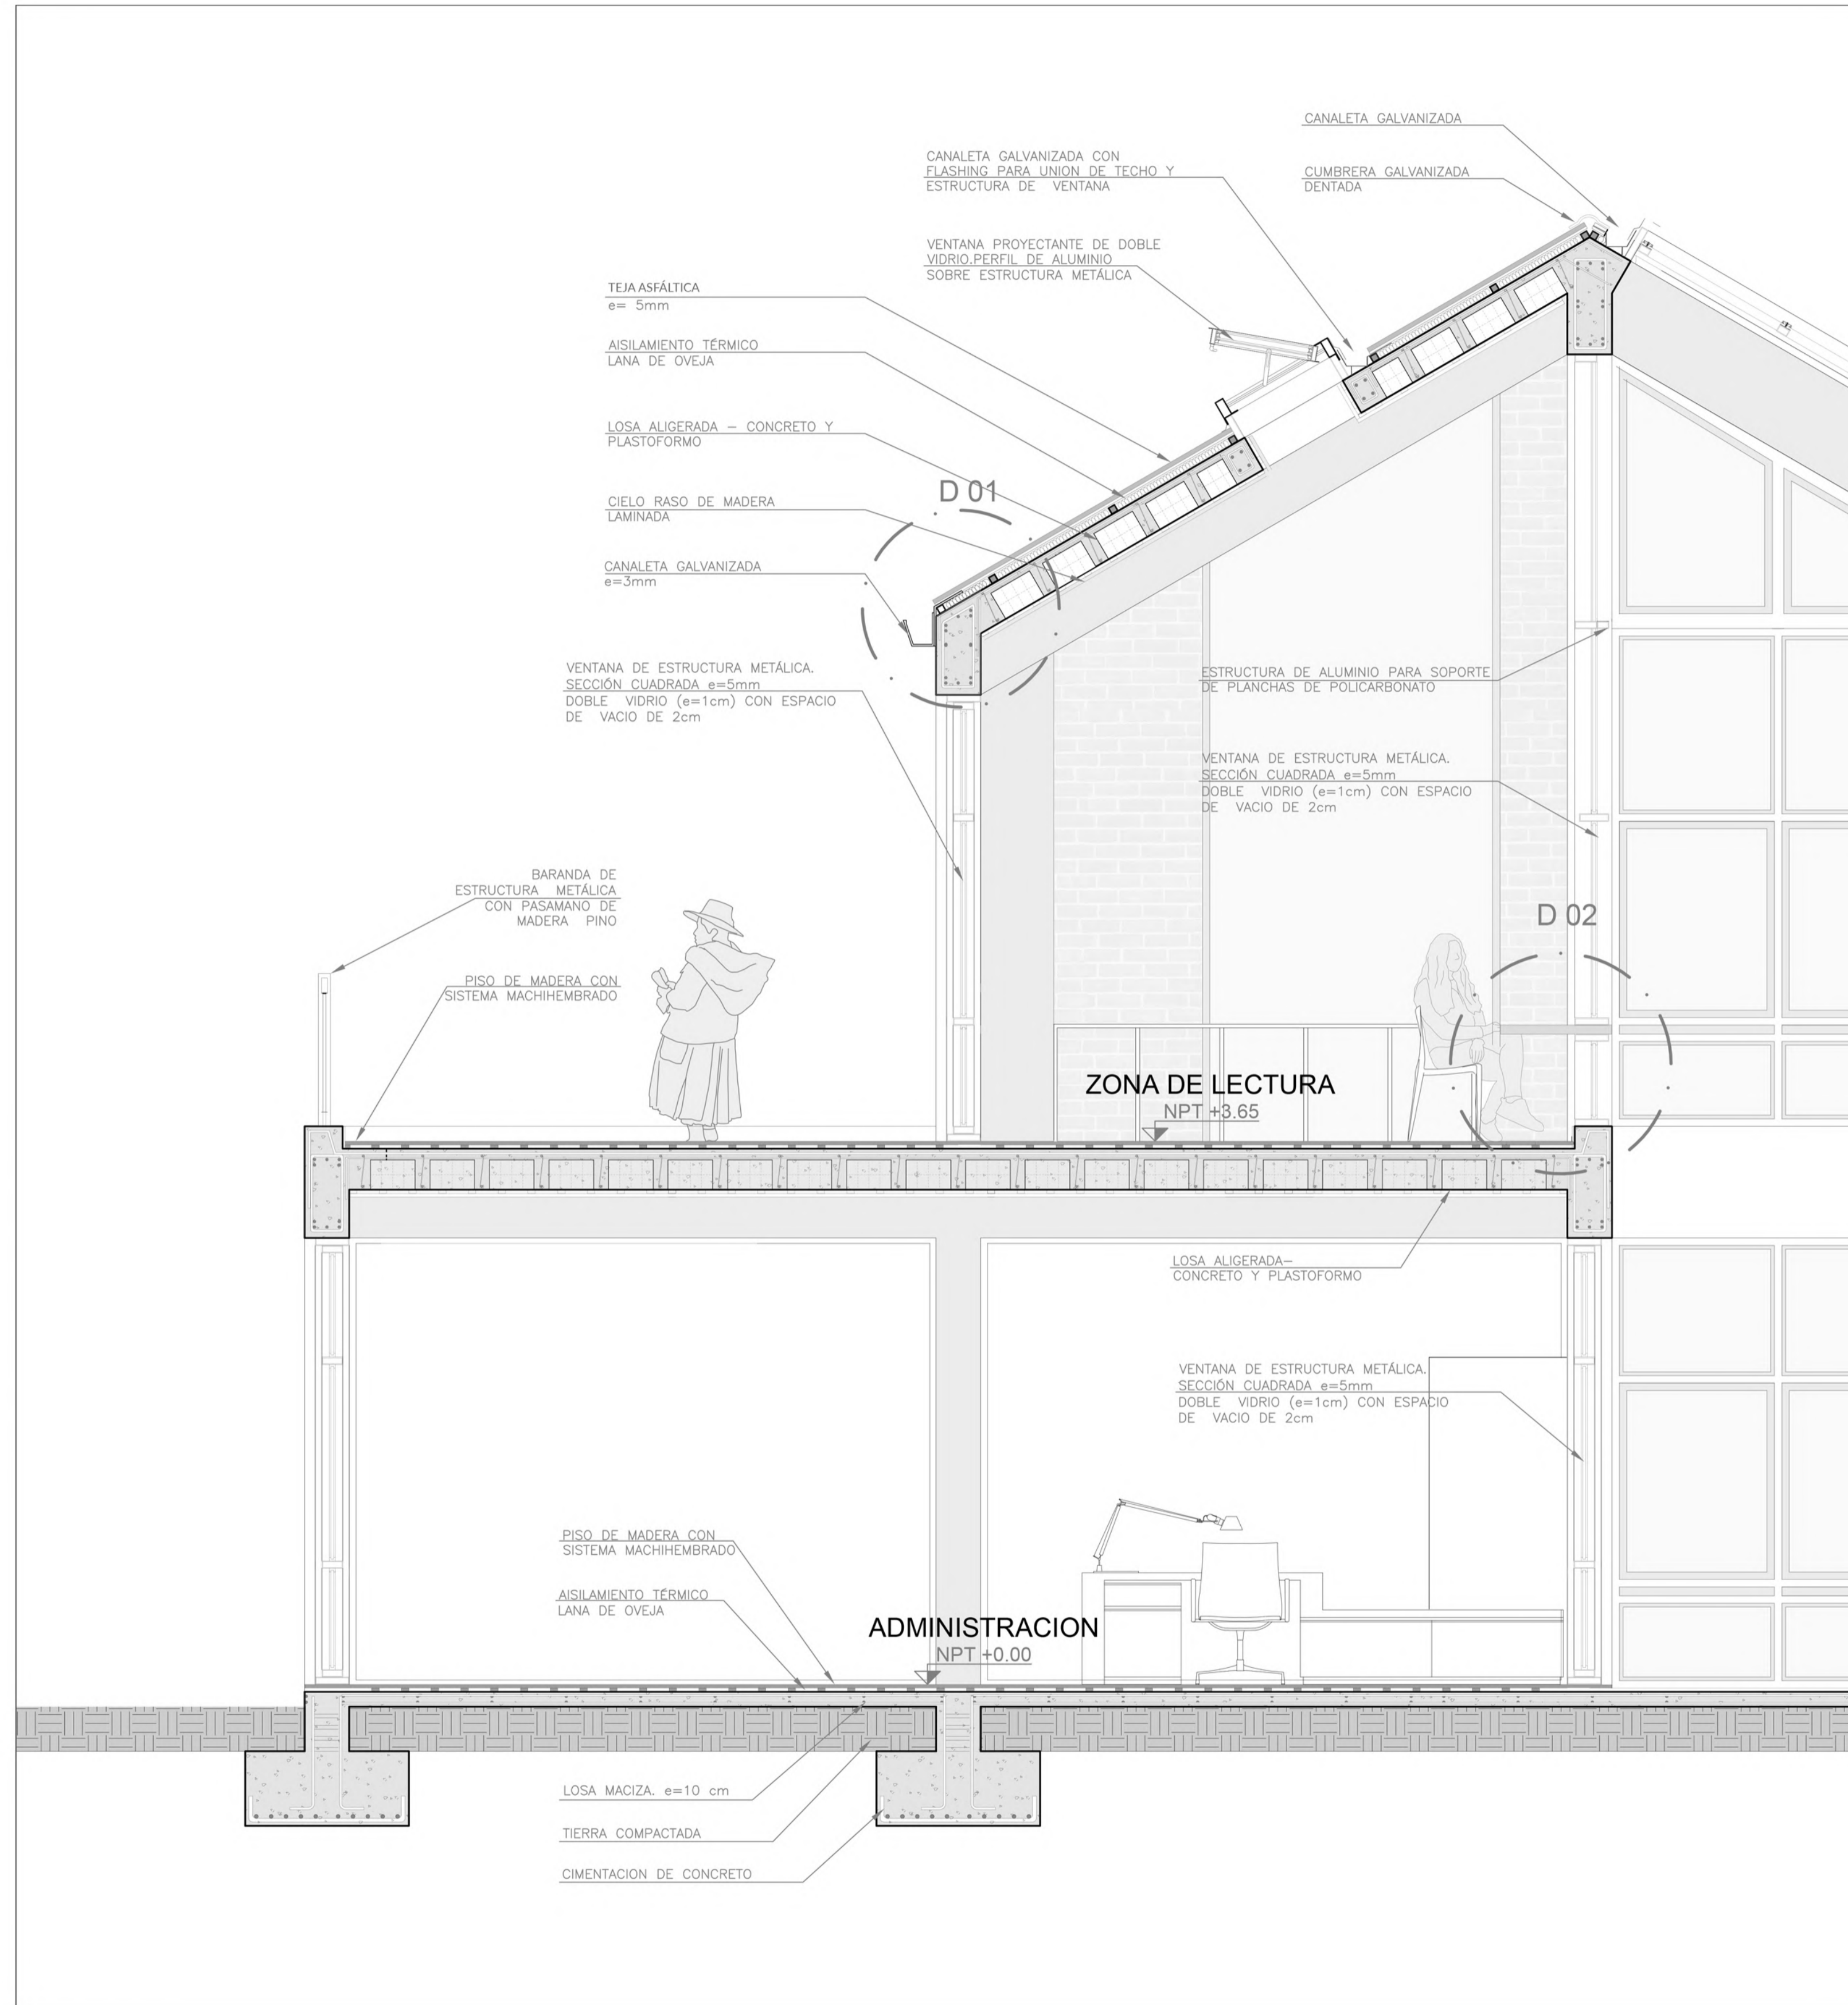 CANALETA GALVANIZADA
CANALETA GALVANIZADA CON
FLASHING PARA UNION DE TECHO Y
ESTRUCTURA DE VENTANA
CUMBRERA GALVANIZADA
DENTADA
VENTANA PROYECTANTE DE DOBLE
VIDRIO.PERFIL DE ALUMINIO
SOBRE ESTRUCTURA METÁLICA
TEJA ASFÁLTICA
e= 5mm
AISILAMIENTO TÉRMICO
LANA DE OVEJA
LOSA ALIGERADA – CONCRETO Y
PLASTOFORMO
D 01
CIELO RASO DE MADERA
LAMINADA
CANALETA GALVANIZADA
e=3mm
VENTANA DE ESTRUCTURA METÁLICA.
SECCIÓN CUADRADA e=5mm
DOBLE VIDRIO (e=1cm) CON ESPACIO
DE VACIO DE 2cm
ESTRUCTURA DE ALUMINIO PARA SOPORTE
DE PLANCHAS DE POLICARBONATO
VENTANA DE ESTRUCTURA METÁLICA.
SECCIÓN CUADRADA e=5mm
DOBLE VIDRIO (e=1cm) CON ESPACIO
DE VACIO DE 2cm
BARANDA DE
ESTRUCTURA METÁLICA
CON PASAMANO DE
MADERA PINO
D 02
PISO DE MADERA CON
SISTEMA MACHIHEMBRADO
ZONA DE LECTURA
NPT +3.65
LOSA ALIGERADA–
CONCRETO Y PLASTOFORMO
VENTANA DE ESTRUCTURA METÁLICA.
SECCIÓN CUADRADA e=5mm
DOBLE VIDRIO (e=1cm) CON ESPACIO
DE VACIO DE 2cm
PISO DE MADERA CON
SISTEMA MACHIHEMBRADO
AISILAMIENTO TÉRMICO
LANA DE OVEJA
ADMINISTRACION
NPT +0.00
LOSA MACIZA. e=10 cm
TIERRA COMPACTADA
CIMENTACION DE CONCRETO